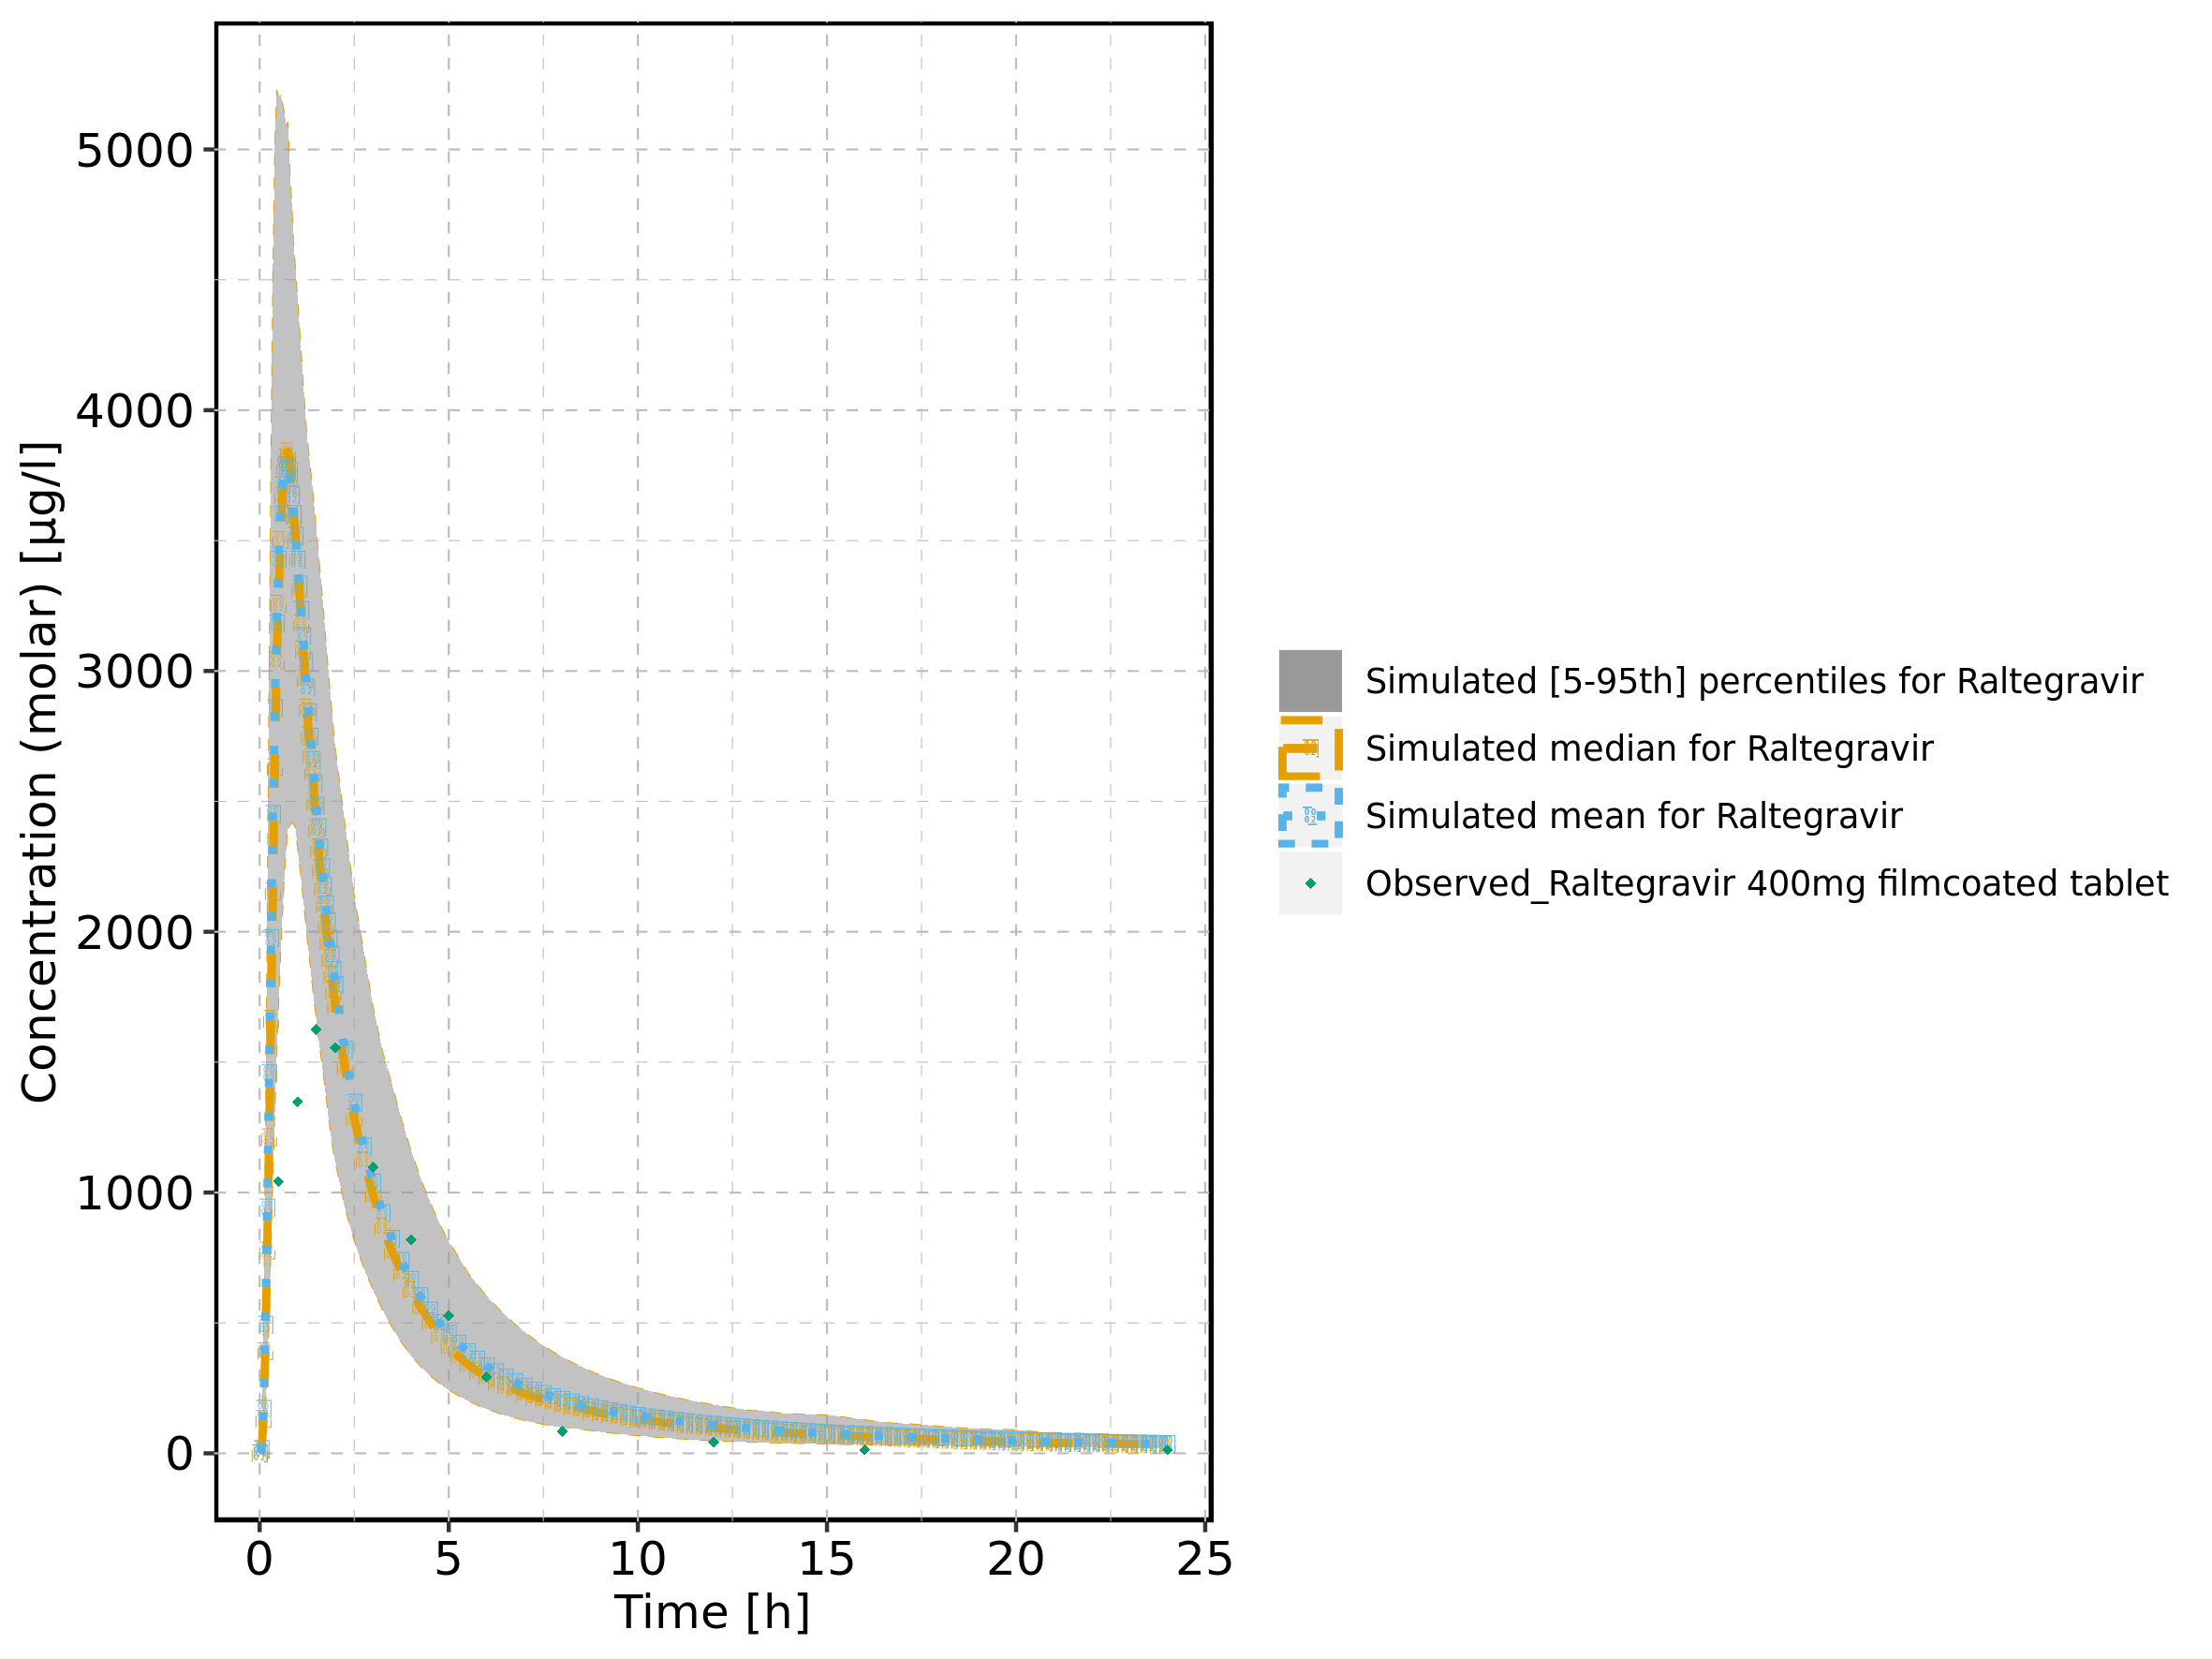 5000
4000
3000
2000
1000
0
Concentration (molar) [µg/l]
0 5 10 15 20 25
Time [h]
Simulated [5-95th] percentiles for Raltegravir
Simulated median for Raltegravir
Simulated mean for Raltegravir
Observed_Raltegravir 400mg filmcoated tablet